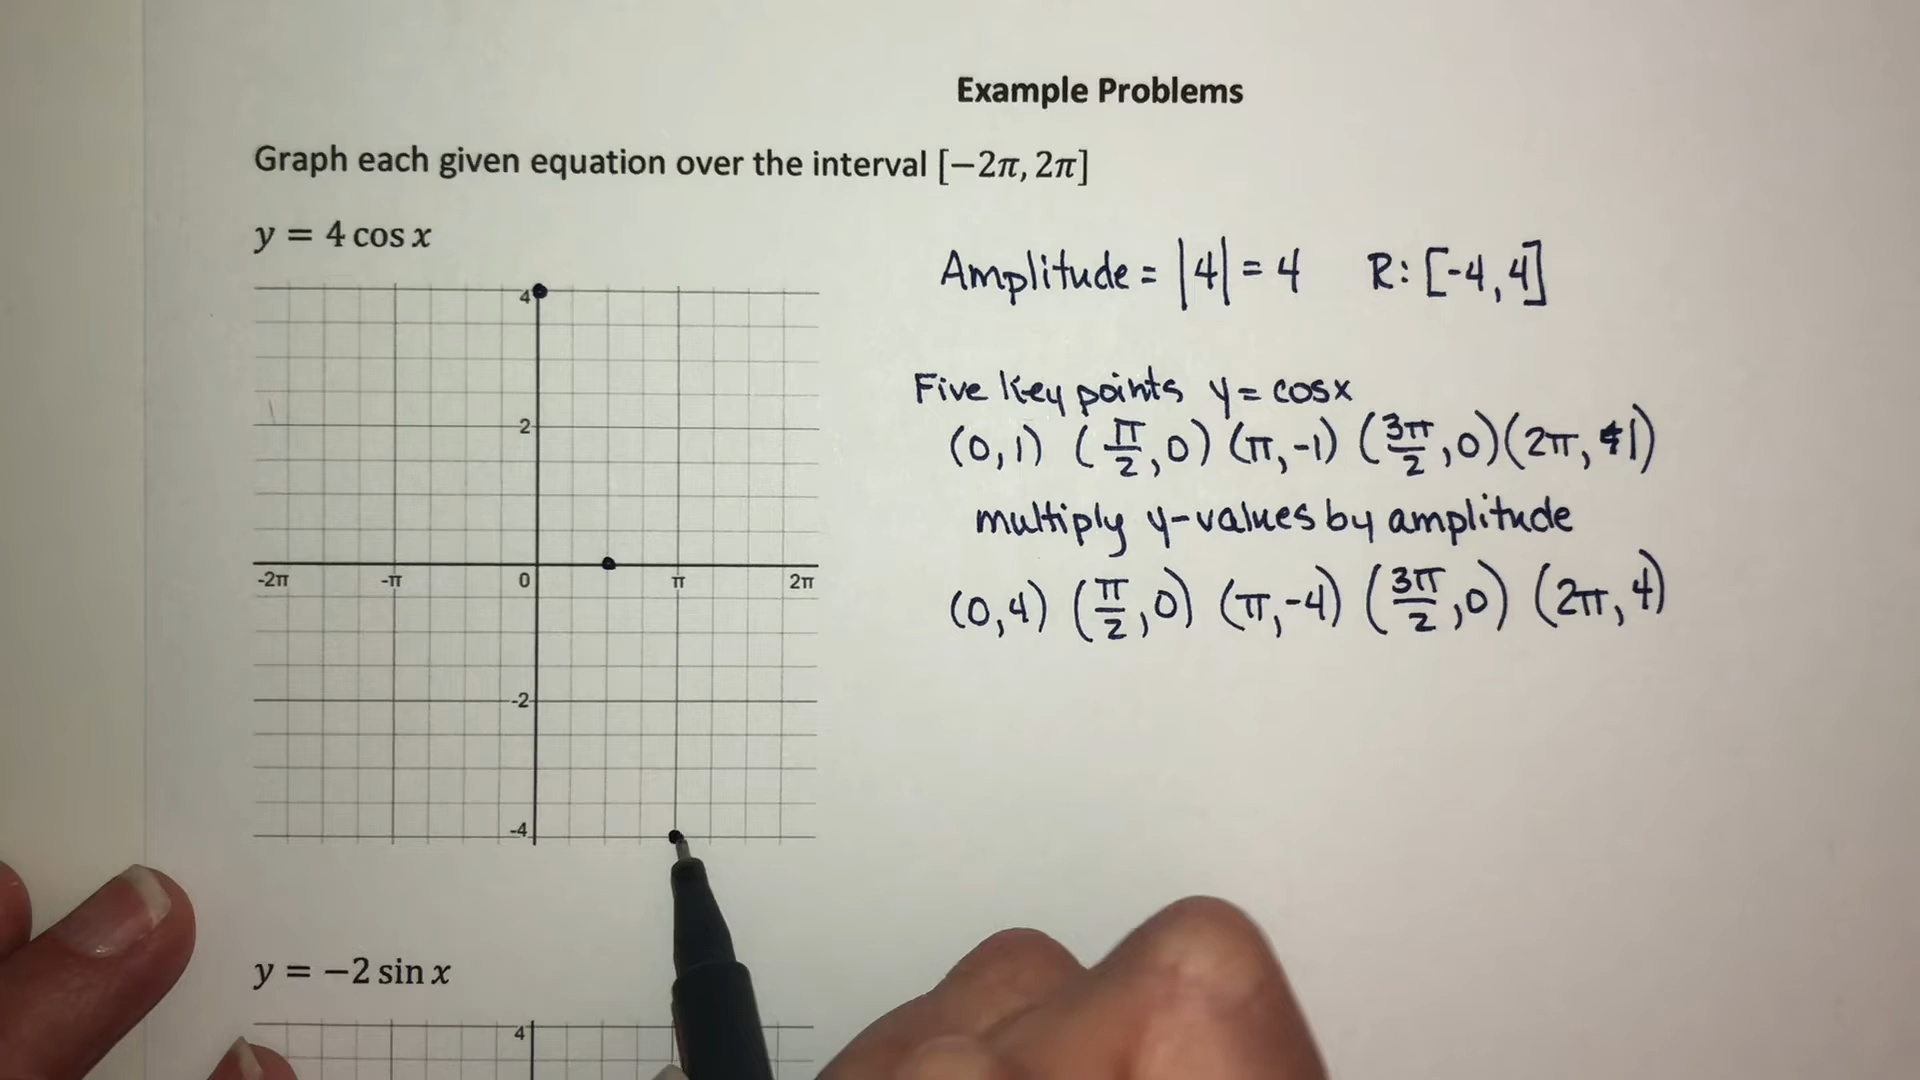 Example Problems
Graph each given equation over the interval [−2π, 2π]
y = 4 cos x
Amplitude = |4| = 4 R: [-4, 4]
Five key points y = cosx
(0, 1) (π/2, 0) (π, -1) (3π/2, 0) (2π, 1)
multiply y-values by amplitude
(0, 4) (π/2, 0) (π, -4) (3π/2, 0) (2π, 4)
4
2
-2π -π 0 π 2π
-2
-4
y = −2 sin x
4